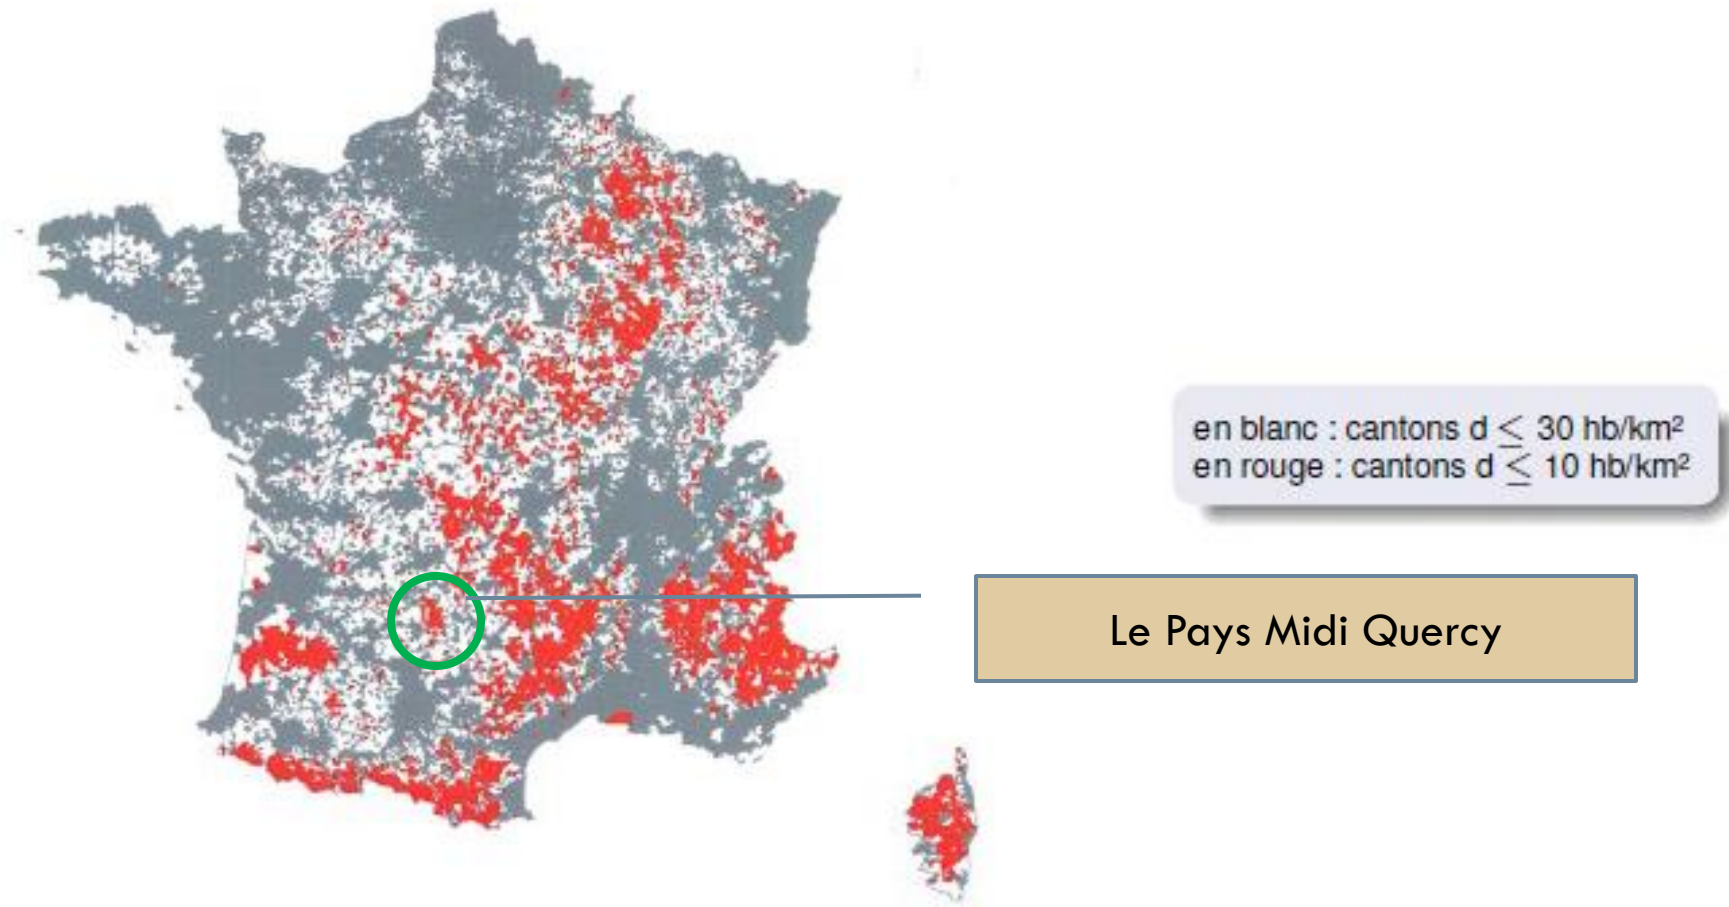 en blanc : cantons d ≤ 30 hb/km²
en rouge : cantons d ≤ 10 hb/km²
Le Pays Midi Quercy